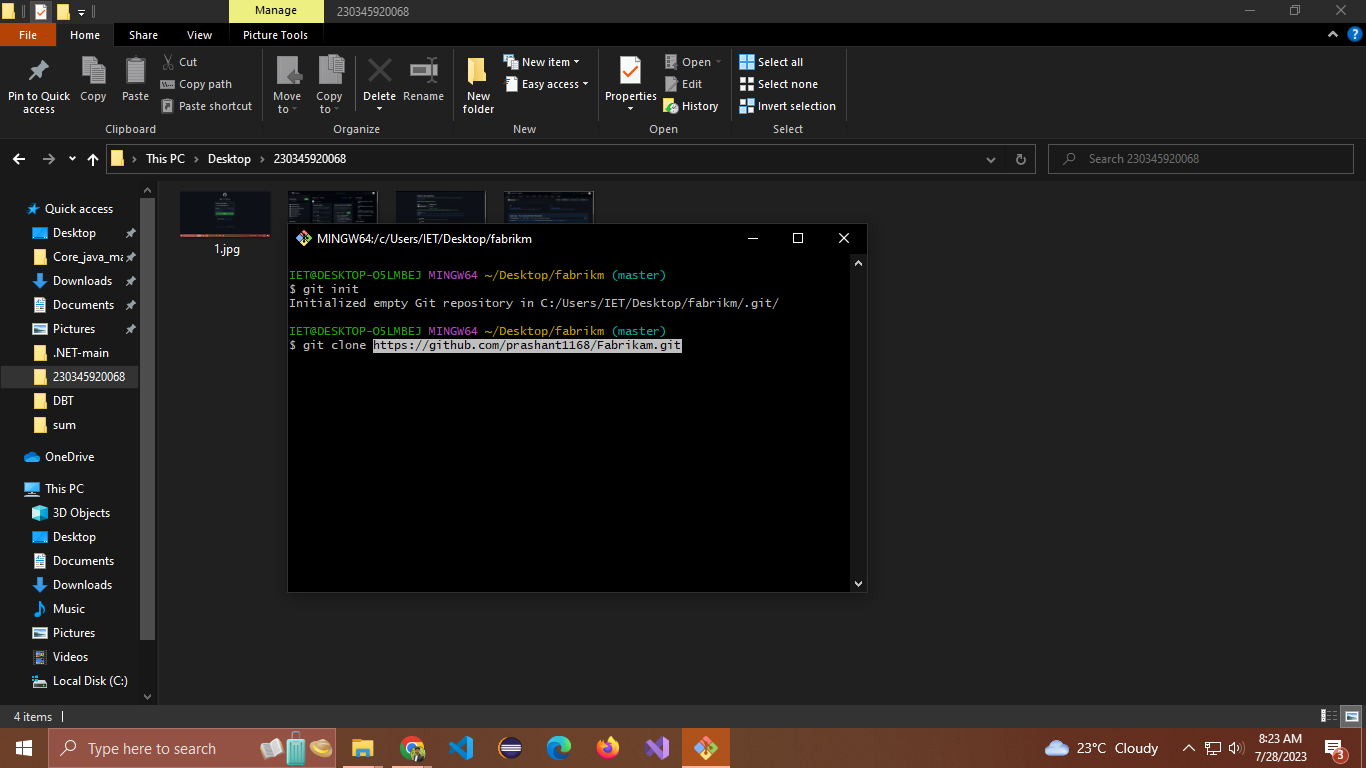 Manage
230345920068
File
Home
Share
View
Picture Tools
Pin to Quick access
Copy
Paste
Cut
Copy path
Paste shortcut
Move to
Copy to
Delete
Rename
New folder
New item
Easy access
Properties
Open
Edit
History
Select all
Select none
Invert selection
Clipboard
Organize
New
Open
Select
This PC
Desktop
230345920068
Search 230345920068
Quick access
Desktop
Core_java_ma
Downloads
Documents
Pictures
.NET-main
230345920068
DBT
sum
OneDrive
This PC
3D Objects
Desktop
Documents
Downloads
Music
Pictures
Videos
Local Disk (C:)
1.jpg
MINGW64:/c/Users/IET/Desktop/fabrikm
IET@DESKTOP-O5LMBEJ MINGW64 ~/Desktop/fabrikm (master)
$ git init
Initialized empty Git repository in C:/Users/IET/Desktop/fabrikm/.git/
IET@DESKTOP-O5LMBEJ MINGW64 ~/Desktop/fabrikm (master)
$ git clone https://github.com/prashant1168/Fabrikam.git
4 items
Type here to search
23°C Cloudy
8:23 AM
7/28/2023
3